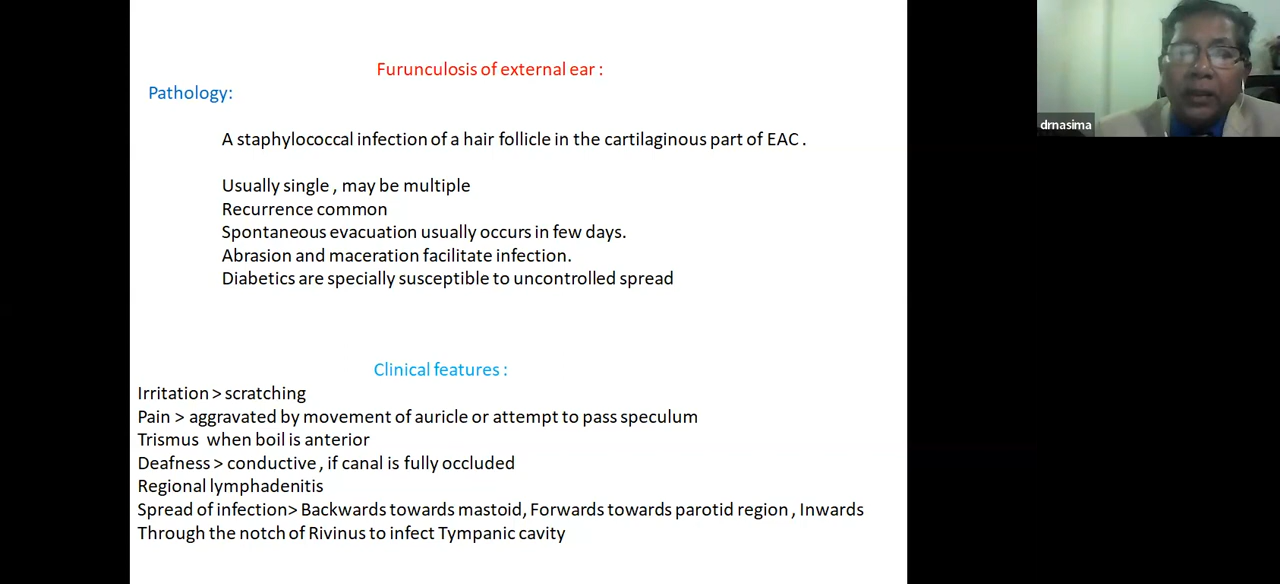 Furunculosis of external ear :
Pathology:
A staphylococcal infection of a hair follicle in the cartilaginous part of EAC .
Usually single , may be multiple
Recurrence common
Spontaneous evacuation usually occurs in few days.
Abrasion and maceration facilitate infection.
Diabetics are specially susceptible to uncontrolled spread
Clinical features :
Irritation > scratching
Pain > aggravated by movement of auricle or attempt to pass speculum
Trismus when boil is anterior
Deafness > conductive , if canal is fully occluded
Regional lymphadenitis
Spread of infection> Backwards towards mastoid, Forwards towards parotid region , Inwards
Through the notch of Rivinus to infect Tympanic cavity
drnasima